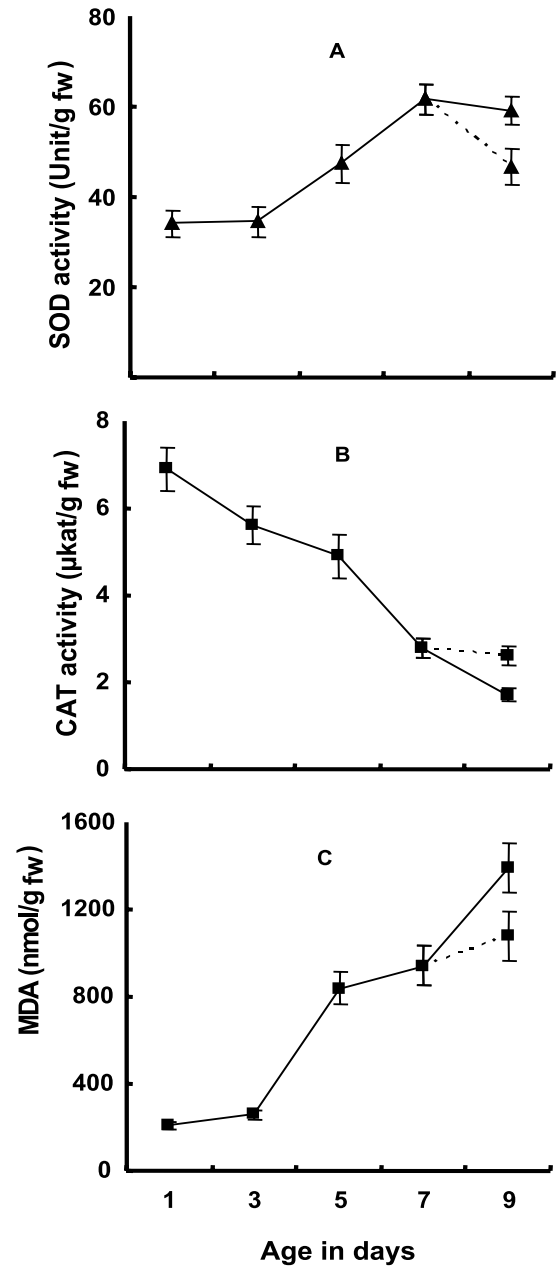 80
A
60
40
20
SOD activity (Unit/g fw)
8
B
6
4
2
0
CAT activity (µkat/g fw)
1600
C
1200
800
400
0
MDA (nmol/g fw)
1 3 5 7 9
Age in days